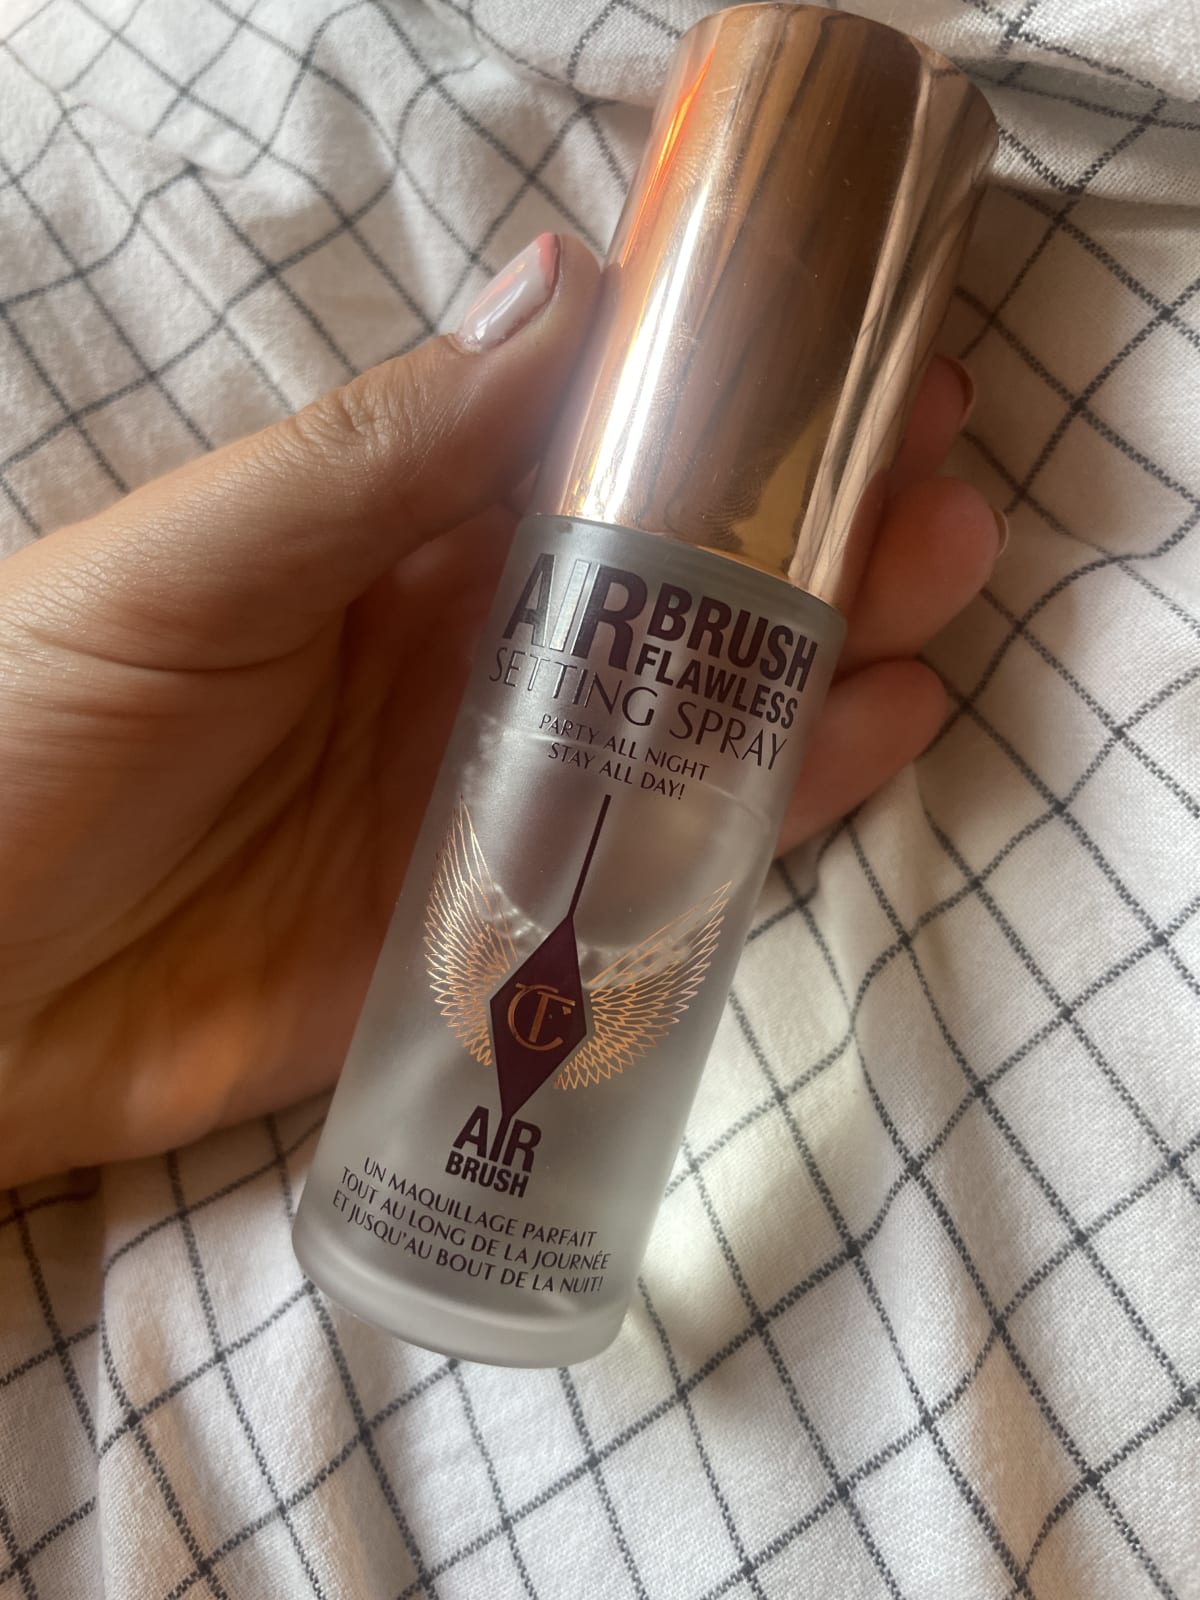 AIRBRUSH
FLAWLESS
SETTING SPRAY
PARTY ALL NIGHT
STAY ALL DAY!
CT
AIR
BRUSH
UN MAQUILLAGE PARFAIT
TOUT AU LONG DE LA JOURNÉE
ET JUSQU'AU BOUT DE LA NUIT!